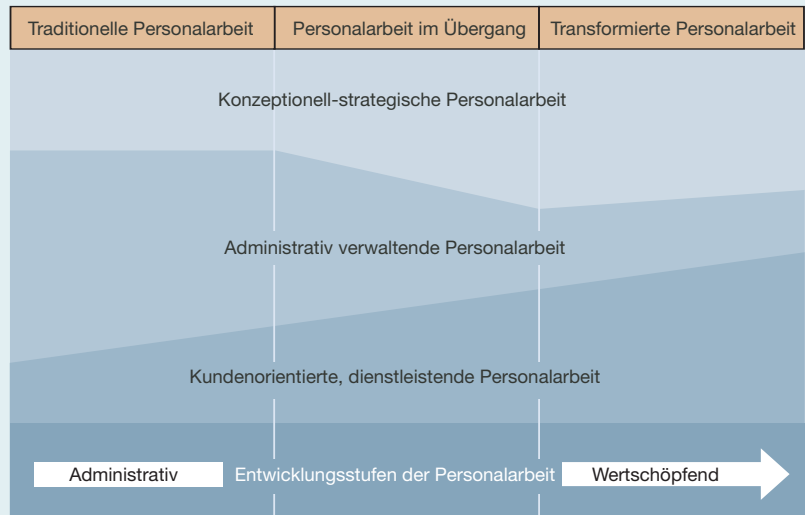 Traditionelle Personalarbeit
Personalarbeit im Übergang
Transformierte Personalarbeit
Konzeptionell-strategische Personalarbeit
Administrativ verwaltende Personalarbeit
Kundenorientierte, dienstleistende Personalarbeit
Administrativ
Entwicklungsstufen der Personalarbeit
Wertschöpfend